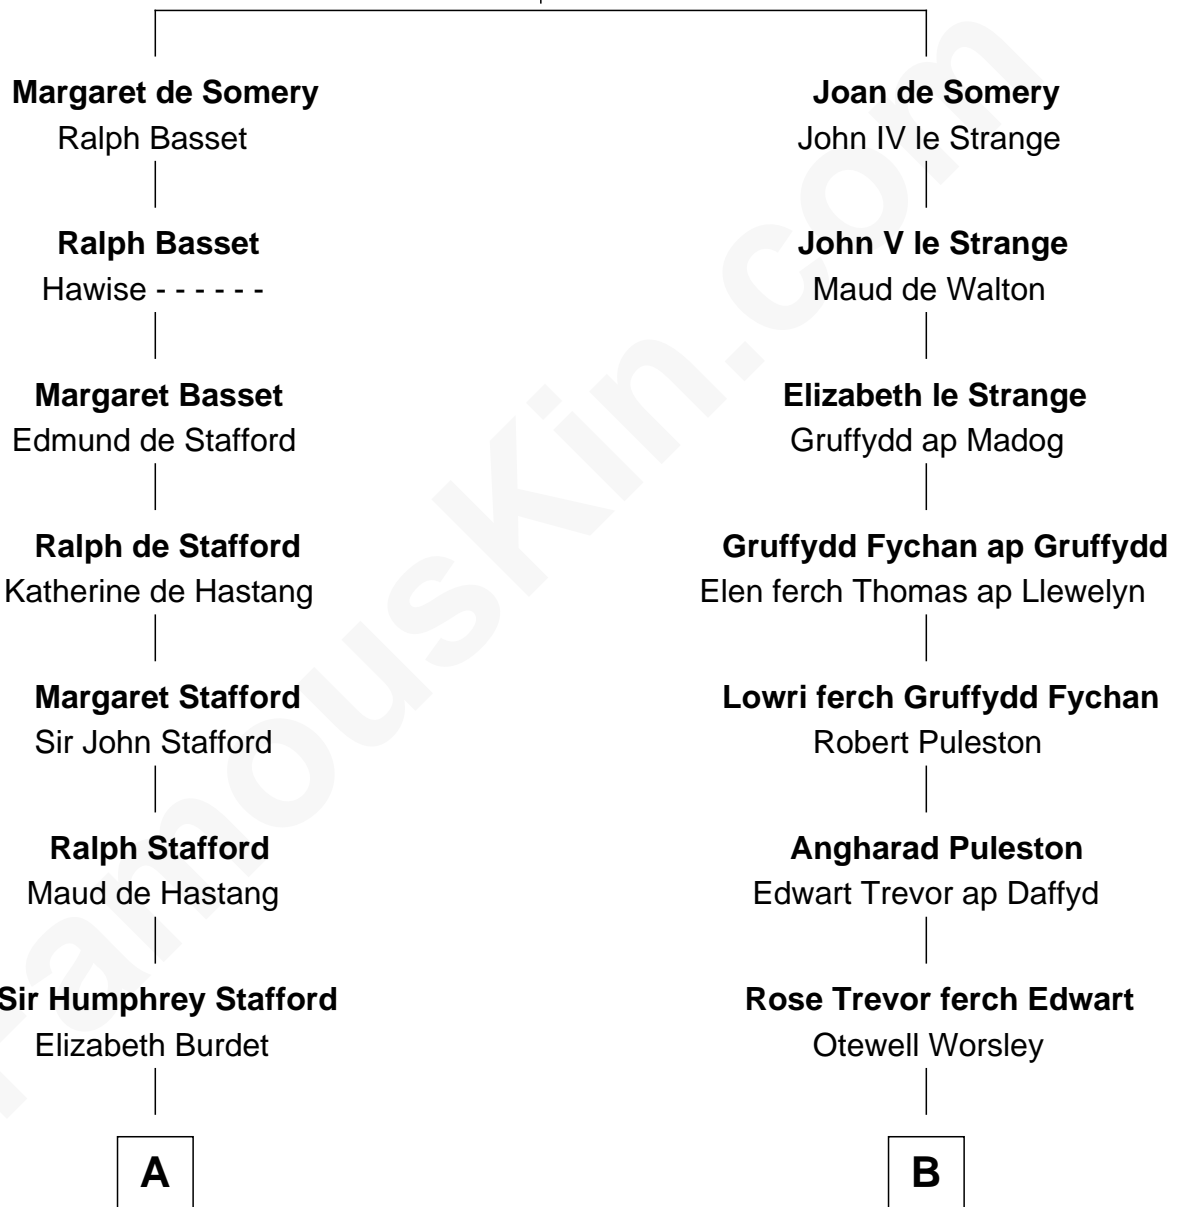 Margaret de Somery
Ralph Basset
Ralph Basset
Hawise - - - - - -
Margaret Basset
Edmund de Stafford
Ralph de Stafford
Katherine de Hastang
Margaret Stafford
Sir John Stafford
Ralph Stafford
Maud de Hastang
Sir Humphrey Stafford
Elizabeth Burdet
A
Joan de Somery
John IV le Strange
John V le Strange
Maud de Walton
Elizabeth le Strange
Gruffydd ap Madog
Gruffydd Fychan ap Gruffydd
Elen ferch Thomas ap Llewelyn
Lowri ferch Gruffydd Fychan
Robert Puleston
Angharad Puleston
Edwart Trevor ap Daffyd
Rose Trevor ferch Edwart
Otewell Worsley
B
FamousKin.com